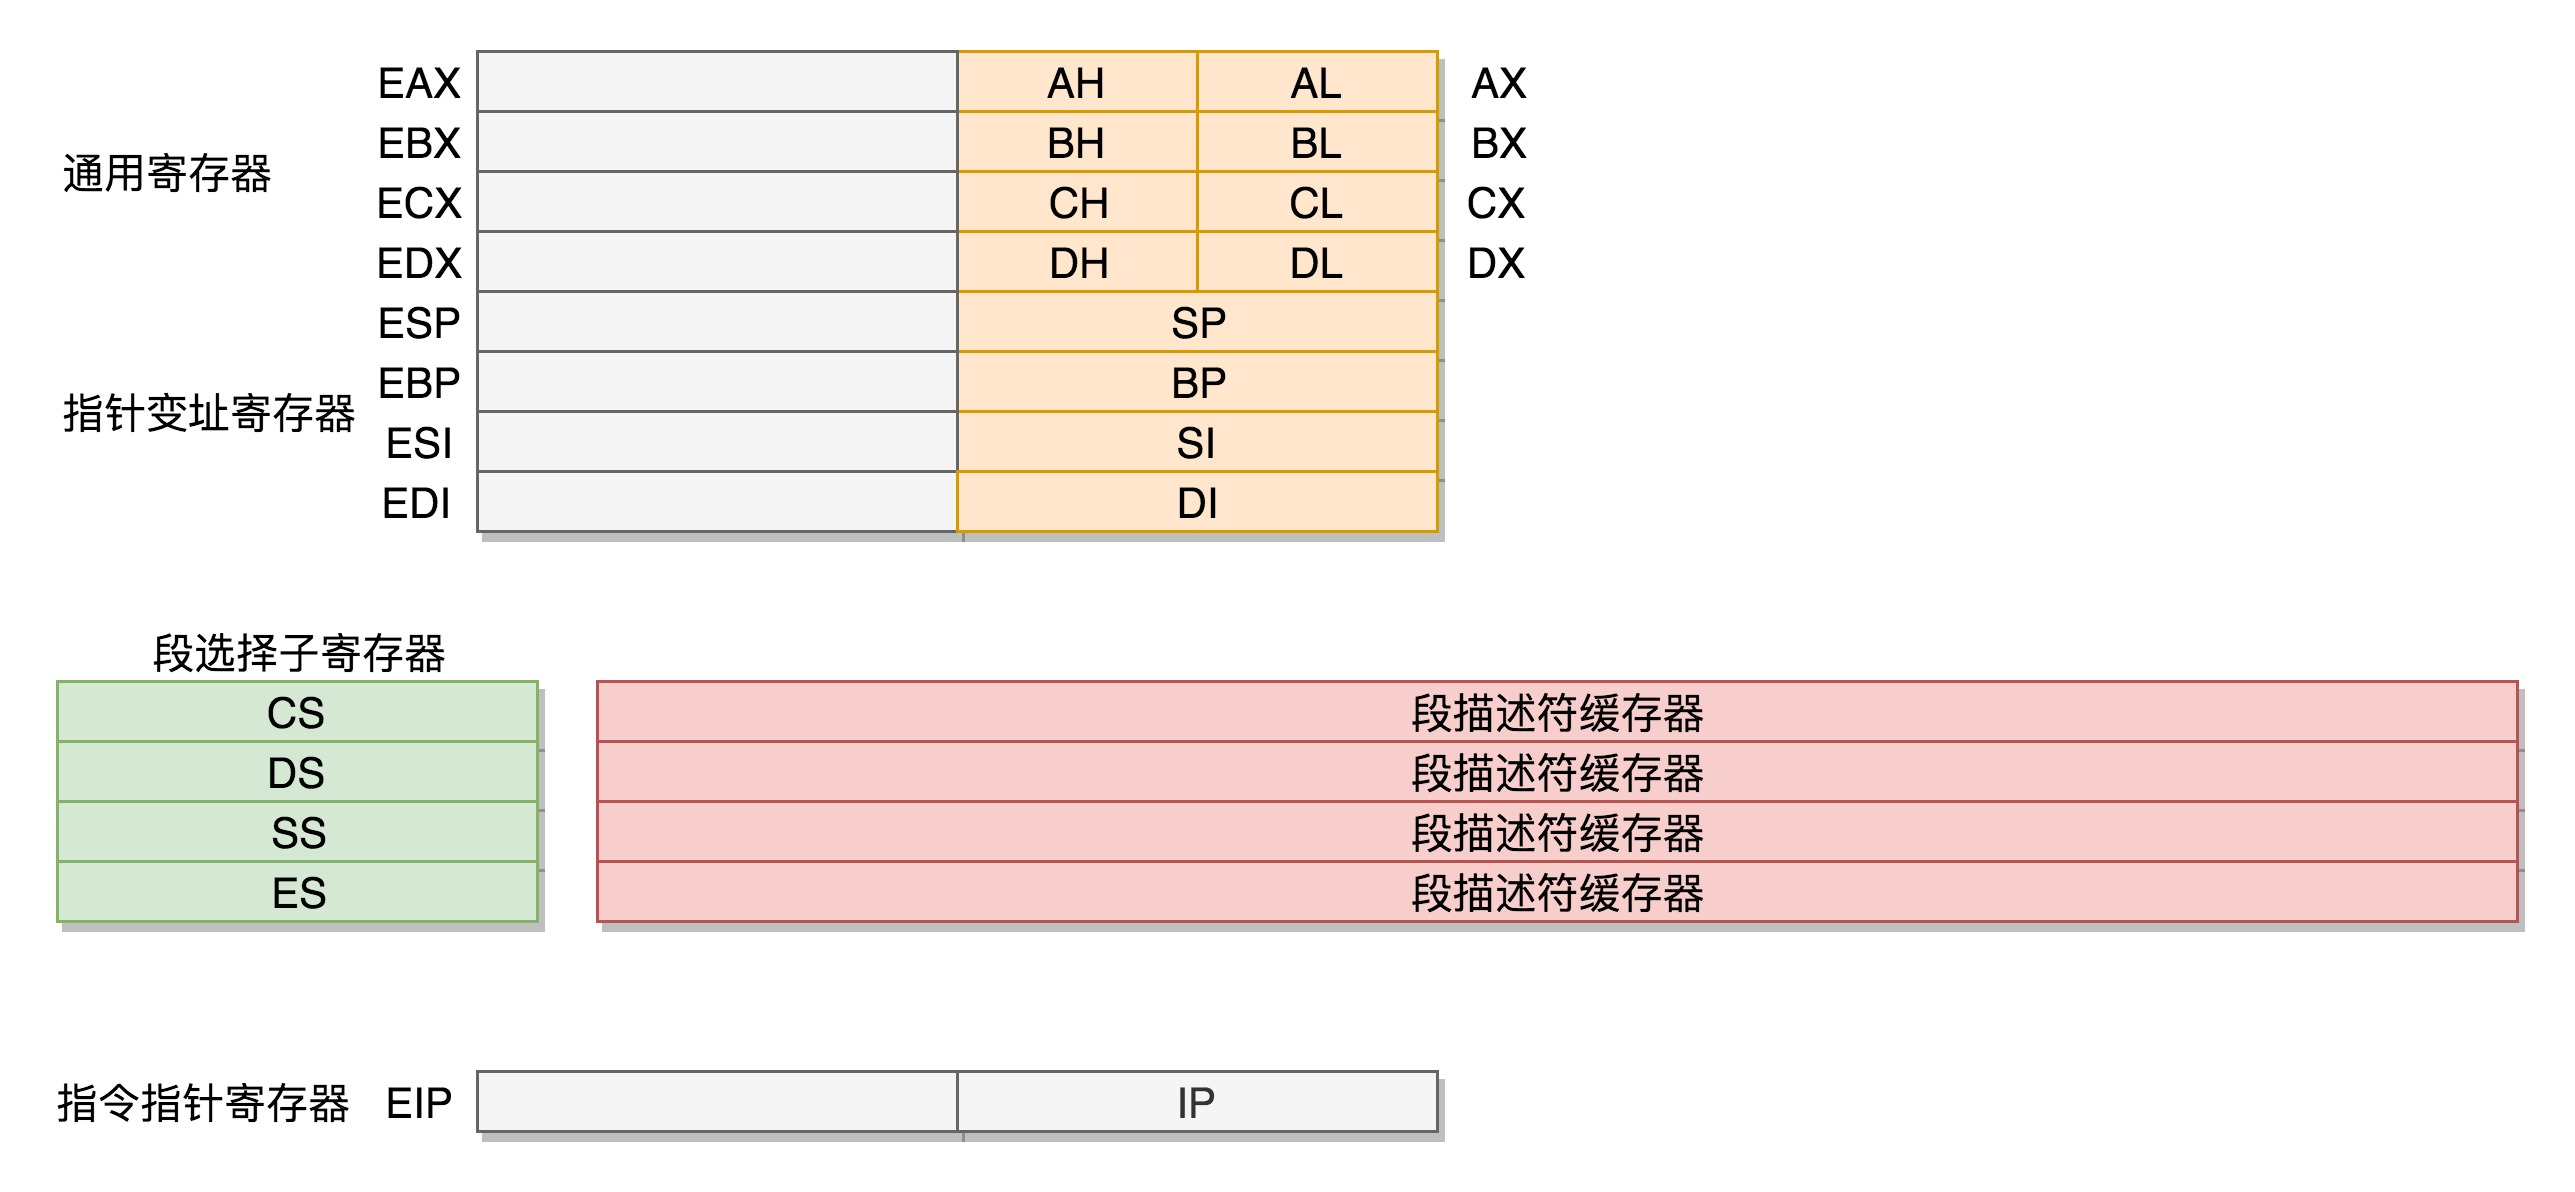 EAX AH AL AX
EBX BH BL BX
通用寄存器
ECX CH CL CX
EDX DH DL DX
ESP SP
EBP BP
指针变址寄存器
ESI SI
EDI DI
段选择子寄存器
CS 段描述符缓存器
DS 段描述符缓存器
SS 段描述符缓存器
ES 段描述符缓存器
指令指针寄存器 EIP IP